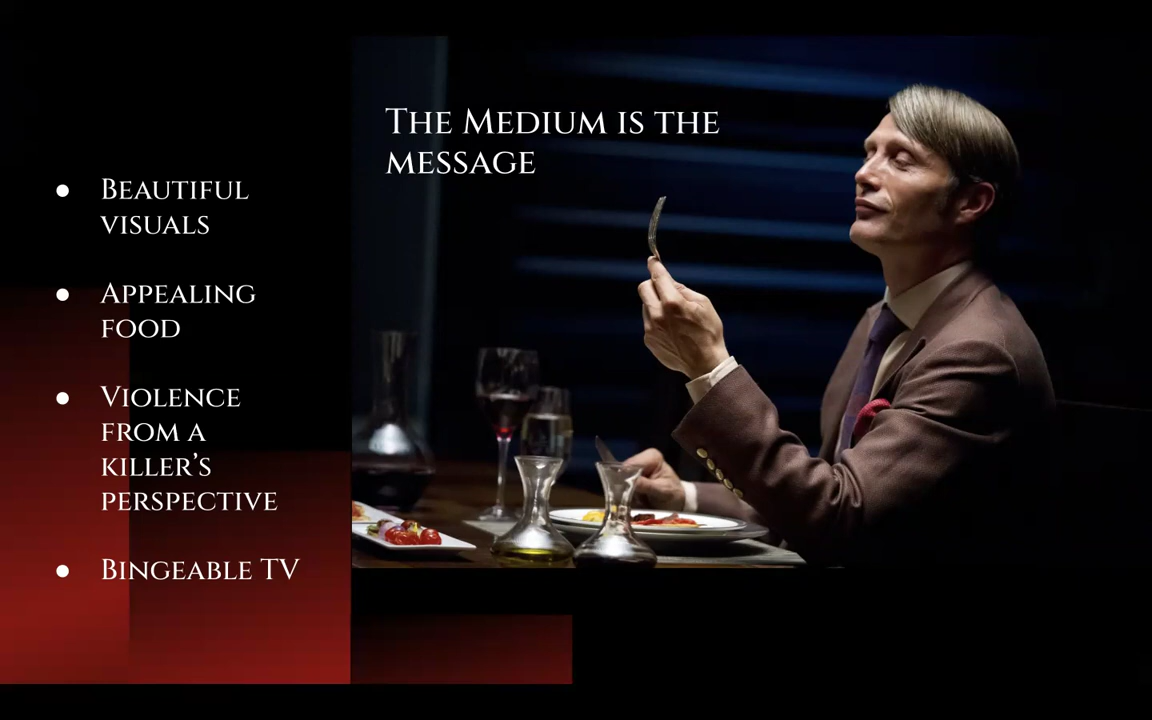 The Medium is the
message
• Beautiful
visuals
• Appealing
food
• Violence
from a
killer's
perspective
• Bingeable TV